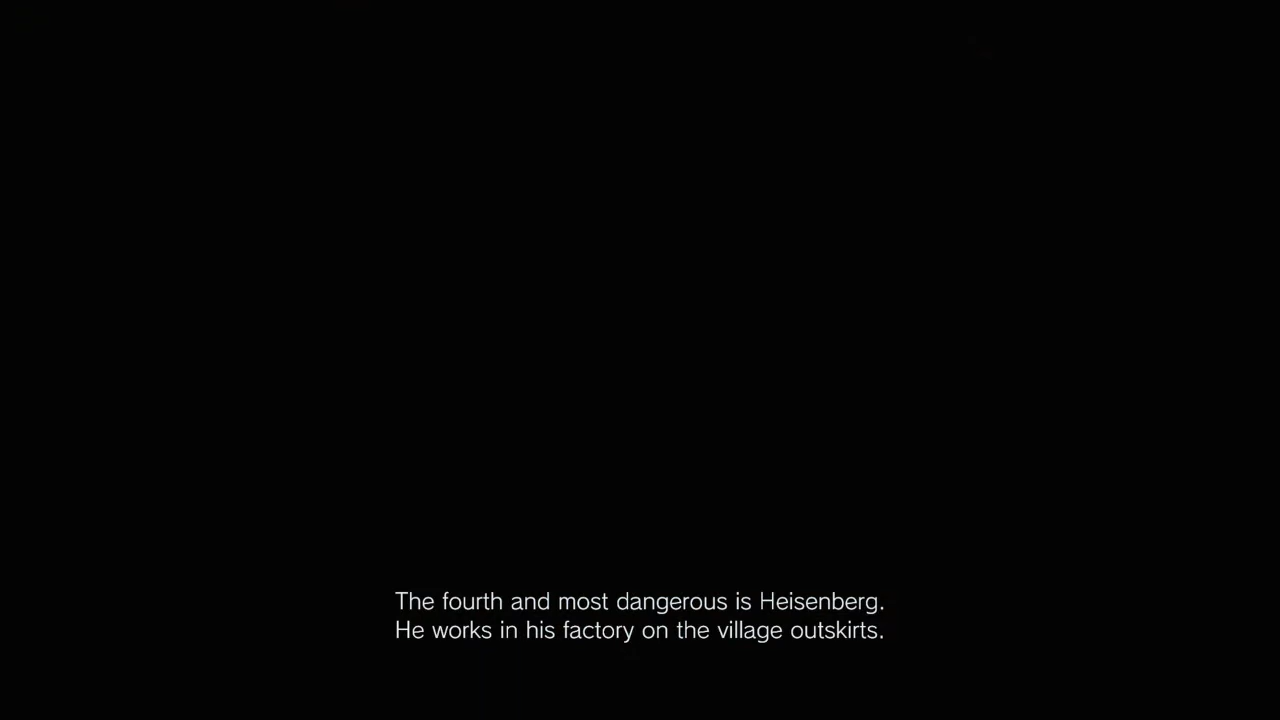 The fourth and most dangerous is Heisenberg.
He works in his factory on the village outskirts.